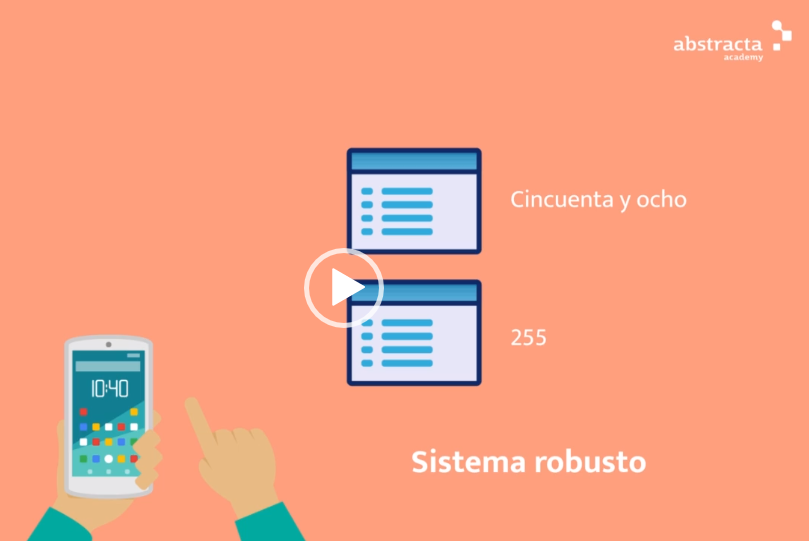 abstracta
academy
Cincuenta y ocho
255
10:40
Sistema robusto